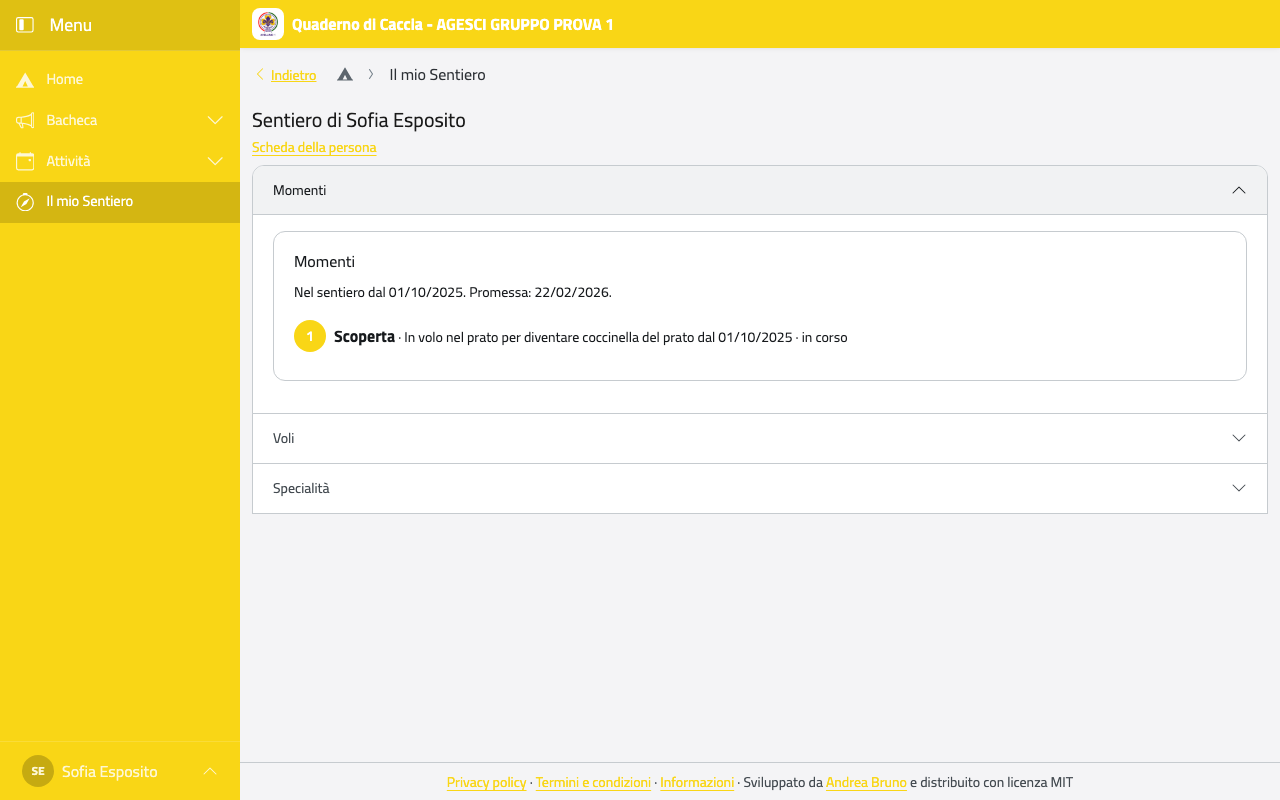 Menu
Quaderno di Caccia - AGESCI GRUPPO PROVA 1
Home
Bacheca
Attività
Il mio Sentiero
Indietro
Il mio Sentiero
Sentiero di Sofia Esposito
Scheda della persona
Momenti
Momenti
Nel sentiero dal 01/10/2025. Promessa: 22/02/2026.
1 Scoperta · In volo nel prato per diventare coccinella del prato dal 01/10/2025 · in corso
Voli
Specialità
SE Sofia Esposito
Privacy policy · Termini e condizioni · Informazioni · Sviluppato da Andrea Bruno e distribuito con licenza MIT